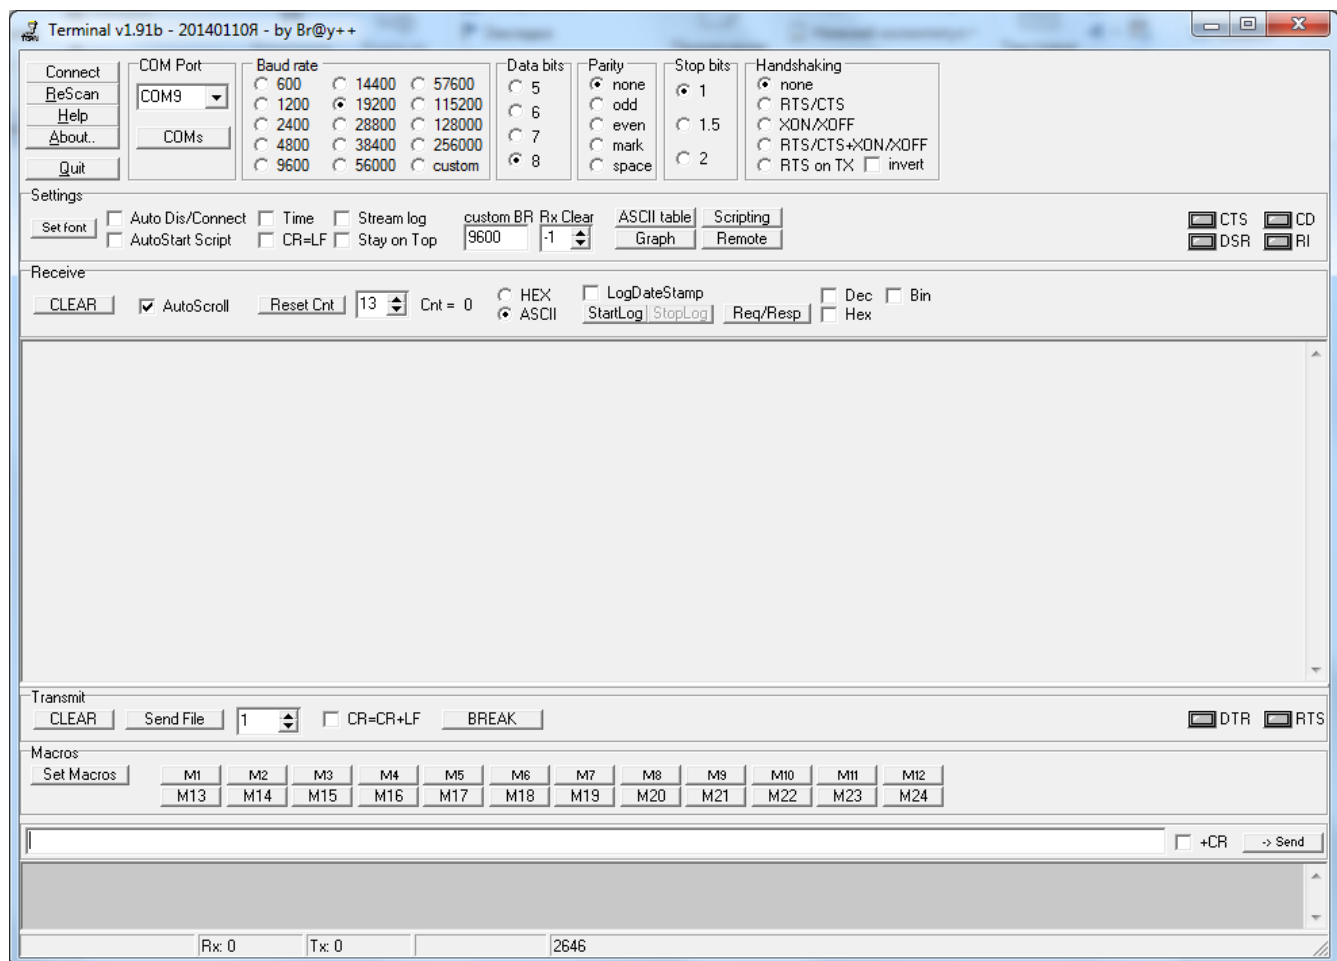 Terminal v1.91b - 20140110Я - by Br@y++
Connect
ReScan
Help
About..
Quit
COM Port
COM9
COMs
Baud rate
600 14400 57600
1200 19200 115200
2400 28800 128000
4800 38400 256000
9600 56000 custom
Data bits
5
6
7
8
Parity
none
odd
even
mark
space
Stop bits
1
1.5
2
Handshaking
none
RTS/CTS
XON/XOFF
RTS/CTS+XON/XOFF
RTS on TX invert
Settings
Set font
Auto Dis/Connect Time Stream log
AutoStart Script CR=LF Stay on Top
custom BR Rx Clear
9600 -1
ASCII table Scripting
Graph Remote
CTS CD
DSR RI
Receive
CLEAR AutoScroll Reset Cnt 13 Cnt = 0
HEX
ASCII
LogDateStamp
StartLog StopLog Req/Resp
Dec Bin
Hex
Transmit
CLEAR Send File 1 CR=CR+LF BREAK DTR RTS
Macros
Set Macros
M1 M2 M3 M4 M5 M6 M7 M8 M9 M10 M11 M12
M13 M14 M15 M16 M17 M18 M19 M20 M21 M22 M23 M24
+CR -> Send
Rx: 0 Tx: 0 2646